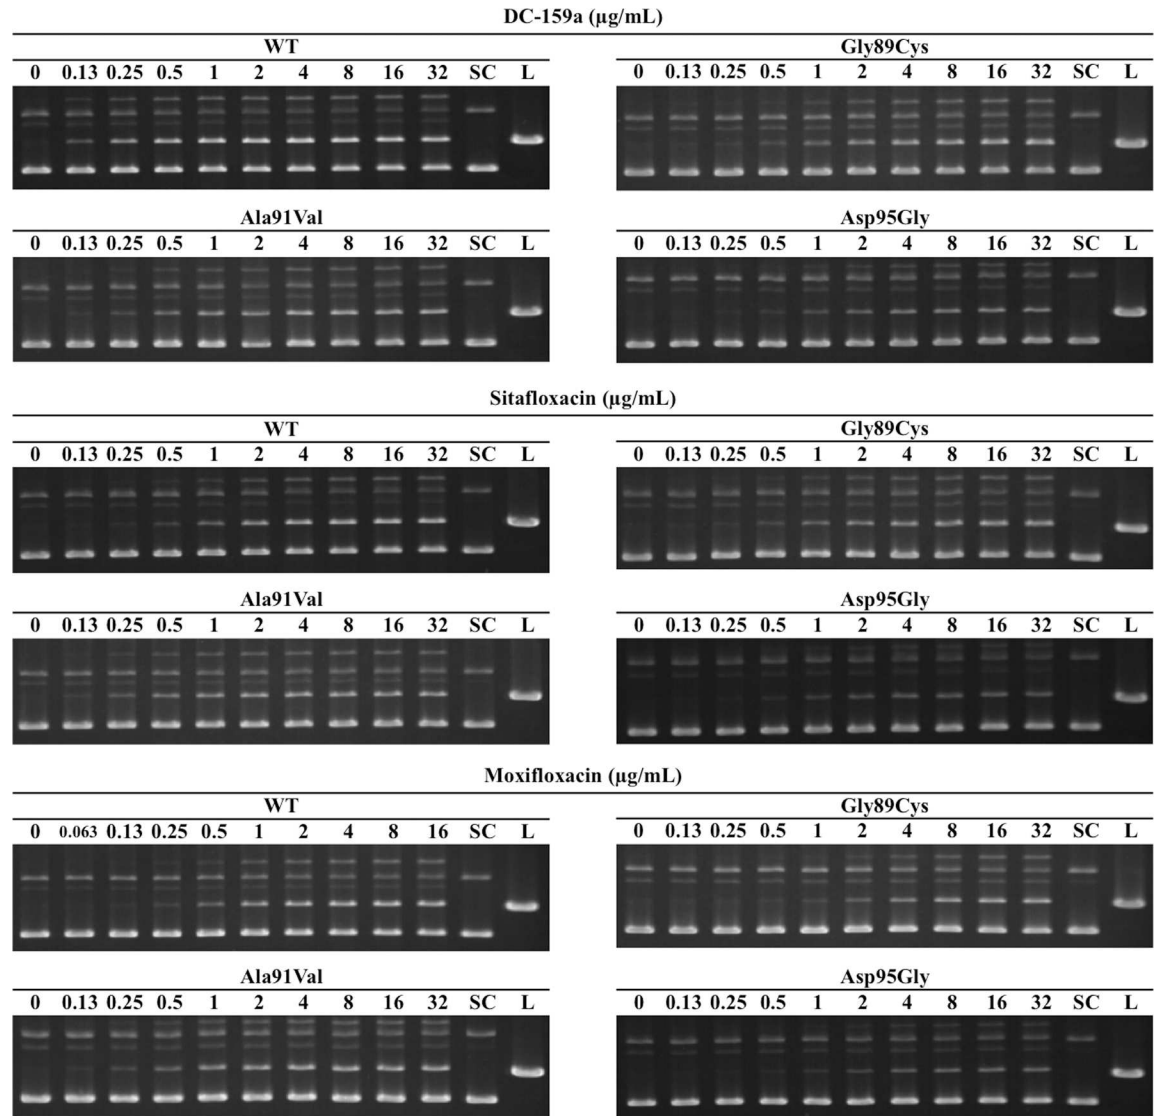 DC-159a (µg/mL)
WT
Gly89Cys
0 0.13 0.25 0.5 1 2 4 8 16 32 SC L
0 0.13 0.25 0.5 1 2 4 8 16 32 SC L
Ala91Val
Asp95Gly
0 0.13 0.25 0.5 1 2 4 8 16 32 SC L
0 0.13 0.25 0.5 1 2 4 8 16 32 SC L
Sitafloxacin (µg/mL)
WT
Gly89Cys
0 0.13 0.25 0.5 1 2 4 8 16 32 SC L
0 0.13 0.25 0.5 1 2 4 8 16 32 SC L
Ala91Val
Asp95Gly
0 0.13 0.25 0.5 1 2 4 8 16 32 SC L
0 0.13 0.25 0.5 1 2 4 8 16 32 SC L
Moxifloxacin (µg/mL)
WT
Gly89Cys
0 0.063 0.13 0.25 0.5 1 2 4 8 16 SC L
0 0.13 0.25 0.5 1 2 4 8 16 32 SC L
Ala91Val
Asp95Gly
0 0.13 0.25 0.5 1 2 4 8 16 32 SC L
0 0.13 0.25 0.5 1 2 4 8 16 32 SC L